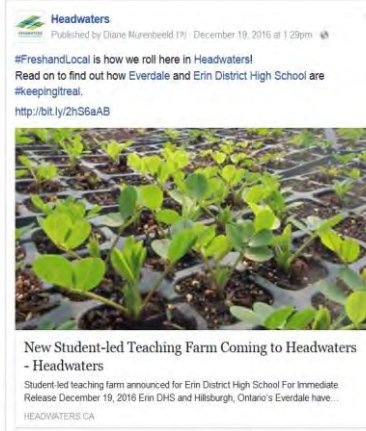 Headwaters
Published by Diane Murenbeeld [?] · December 19, 2016 at 1:29pm ·
#FreshandLocal is how we roll here in Headwaters!
Read on to find out how Everdale and Erin District High School are
#keepingitreal.
http://bit.ly/2hS6aAB
New Student-led Teaching Farm Coming to Headwaters
- Headwaters
Student-led teaching farm announced for Erin District High School For Immediate
Release December 19, 2016 Erin DHS and Hillsburgh, Ontario's Everdale have...
HEADWATERS.CA